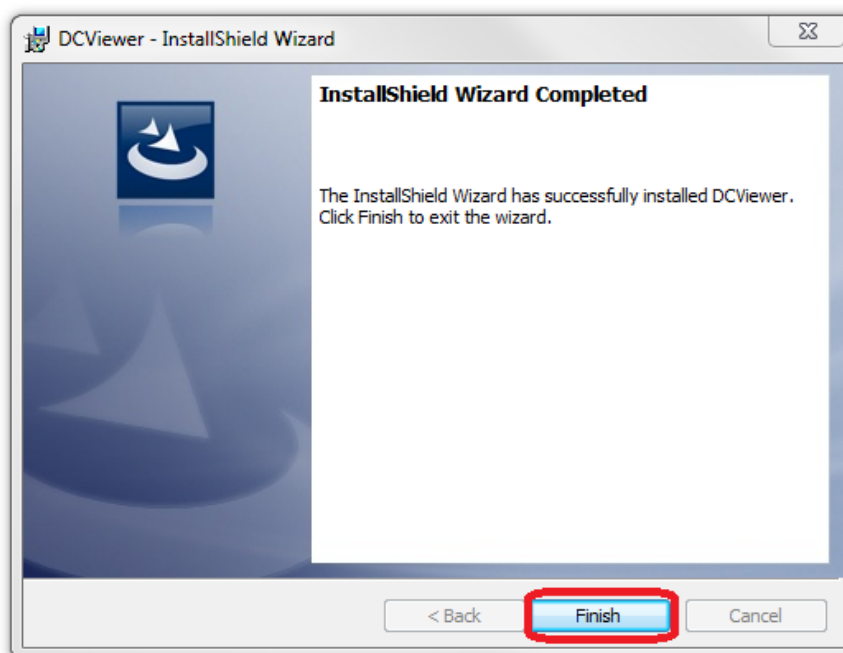 DCViewer - InstallShield Wizard
InstallShield Wizard Completed
The InstallShield Wizard has successfully installed DCViewer.
Click Finish to exit the wizard.
< Back
Finish
Cancel